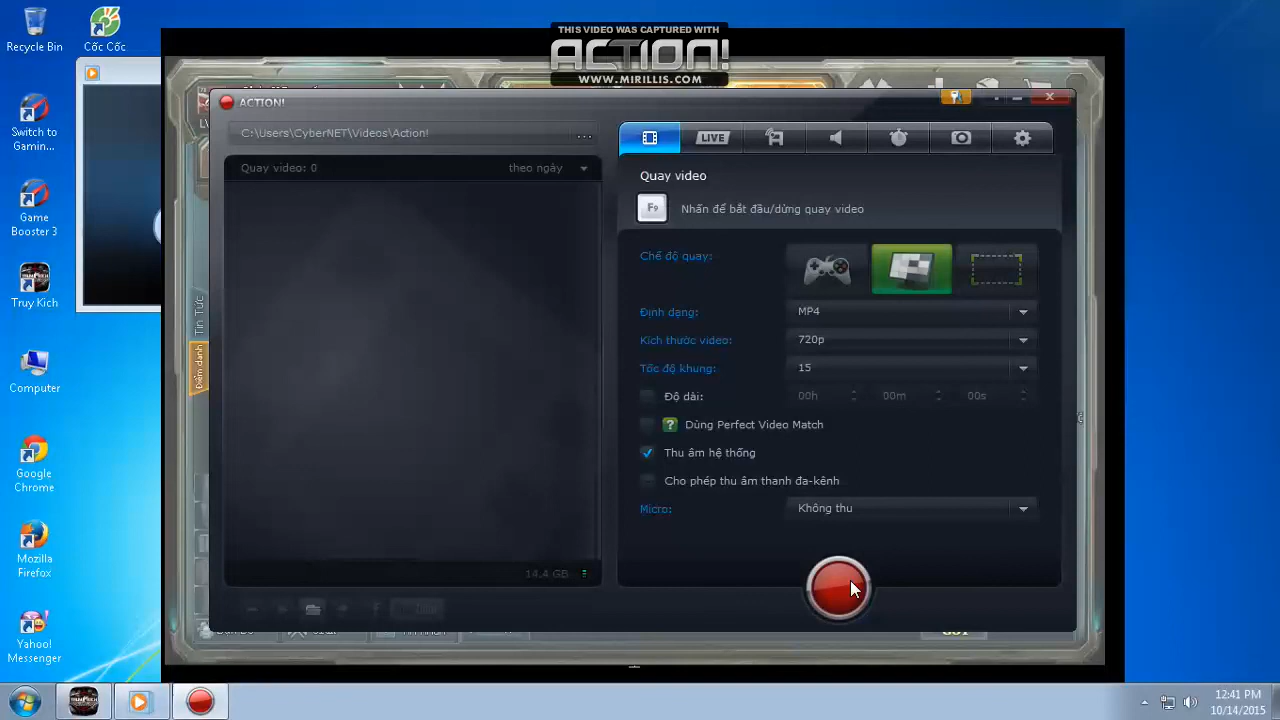 Recycle Bin
Cốc Cốc
THIS VIDEO WAS CAPTURED WITH
ACTION!
WWW.MIRILLIS.COM
ACTION!
C:\Users\CyberNET\Videos\Action!
...
LIVE
Switch to
Gamin...
Quay video: 0
theo ngày
Quay video
F9
Nhấn để bắt đầu/dừng quay video
Game
Booster 3
Chế độ quay:
Truy Kich
Tin Tức
Định dạng:
MP4
Kích thước video:
720p
Điểm danh
Tốc độ khung:
15
Computer
Độ dài:
00h
00m
00s
?
Dùng Perfect Video Match
Thu âm hệ thống
Google
Chrome
Cho phép thu âm thanh đa-kênh
Micro:
Không thu
Mozilla
Firefox
14.4 GB
Yahoo!
Messenger
12:41 PM
10/14/2015